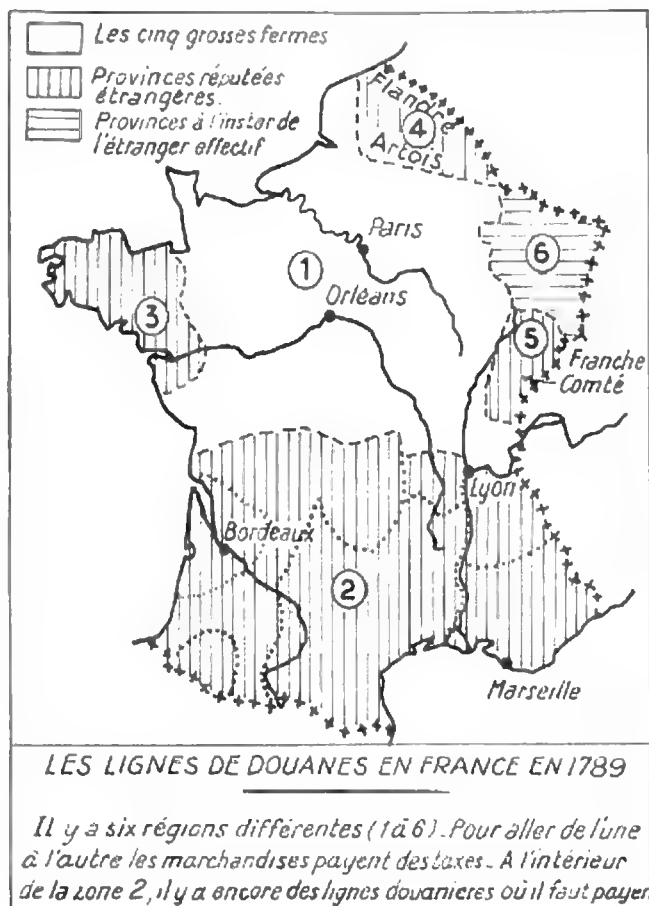 Les cinq grosses fermes
Provinces réputées
étrangères.
Provinces à l'instar de
l'étranger effectif
Flandre
4
Artois
Paris
1
6
Orléans
3
5
Franche
Comté
Lyon
Bordeaux
2
Marseille
LES LIGNES DE DOUANES EN FRANCE EN 1789
Il y a six régions différentes (1 à 6). Pour aller de l'une
à l'autre les marchandises payent des taxes - A l'intérieur
de la zone 2, il y a encore des lignes douanieres où il faut payer